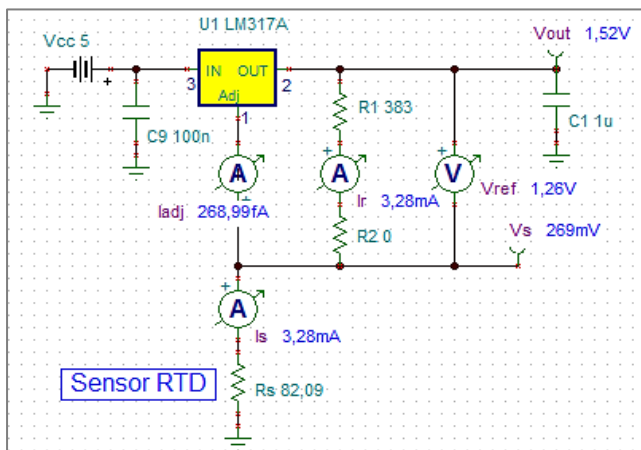 U1 LM317A
Vcc 5
Vout 1,52V
+
IN OUT
3
2
Adj
1
C9 100n
R1 383
C1 1u
+
+
A
A
V
+
Iadj 268,99fA
Ir 3,28mA
Vref 1,26V
R2 0
Vs 269mV
+
A
Is 3,28mA
Sensor RTD
Rs 82,09